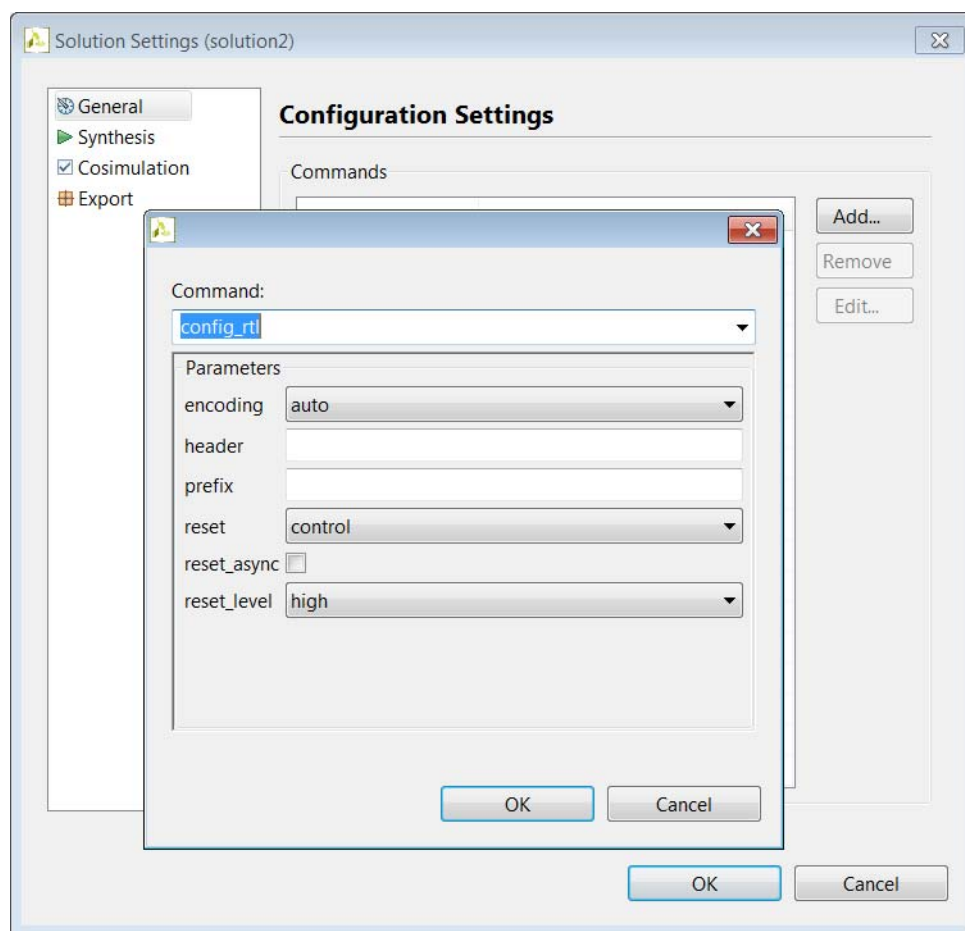 Solution Settings (solution2)
General
Synthesis
Cosimulation
Export
Configuration Settings
Commands
Add...
Remove
Edit...
Command:
config_rtl
Parameters
encoding auto
header
prefix
reset control
reset_async
reset_level high
OK Cancel
OK Cancel